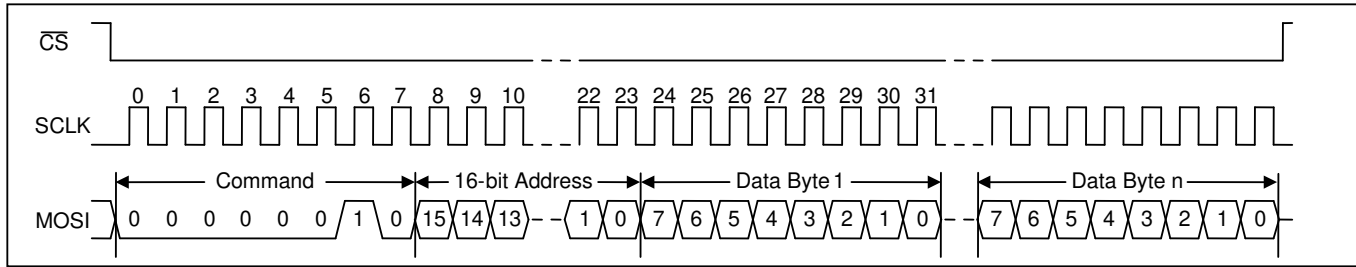 CS
0 1 2 3 4 5 6 7 8 9 10 22 23 24 25 26 27 28 29 30 31
SCLK
Command 16-bit Address Data Byte 1 Data Byte n
MOSI 0 0 0 0 0 0 1 0 15 14 13 1 0 7 6 5 4 3 2 1 0 7 6 5 4 3 2 1 0